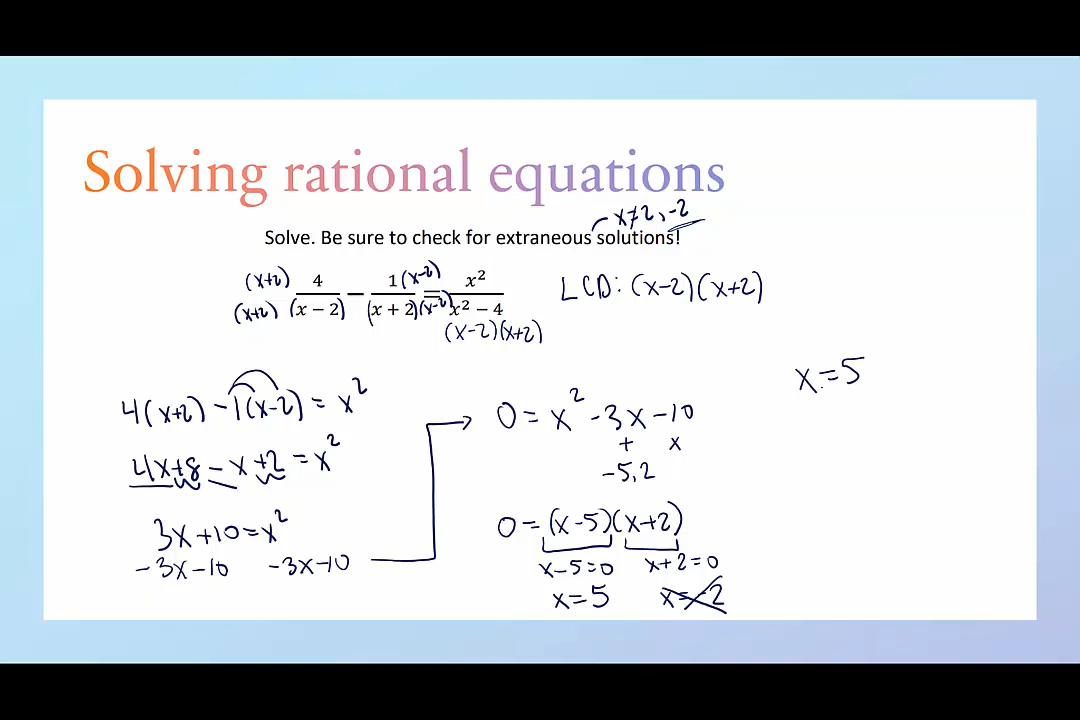 Solving rational equations
x≠2, -2
Solve. Be sure to check for extraneous solutions!
(x+2) 4 1(x-2) x²
(x+2) (x − 2) − (x + 2)(x-2) = x² − 4
(x-2)(x+2)
LCD: (x-2)(x+2)
4(x+2) -1(x-2) = x²
4x+8 -x+2 = x²
3x+10=x²
-3x-10 -3x-10
0= x² -3x -10
+ x
-5,2
0= (x-5)(x+2)
x-5=0 x+2=0
x=5 x=-2
x=5